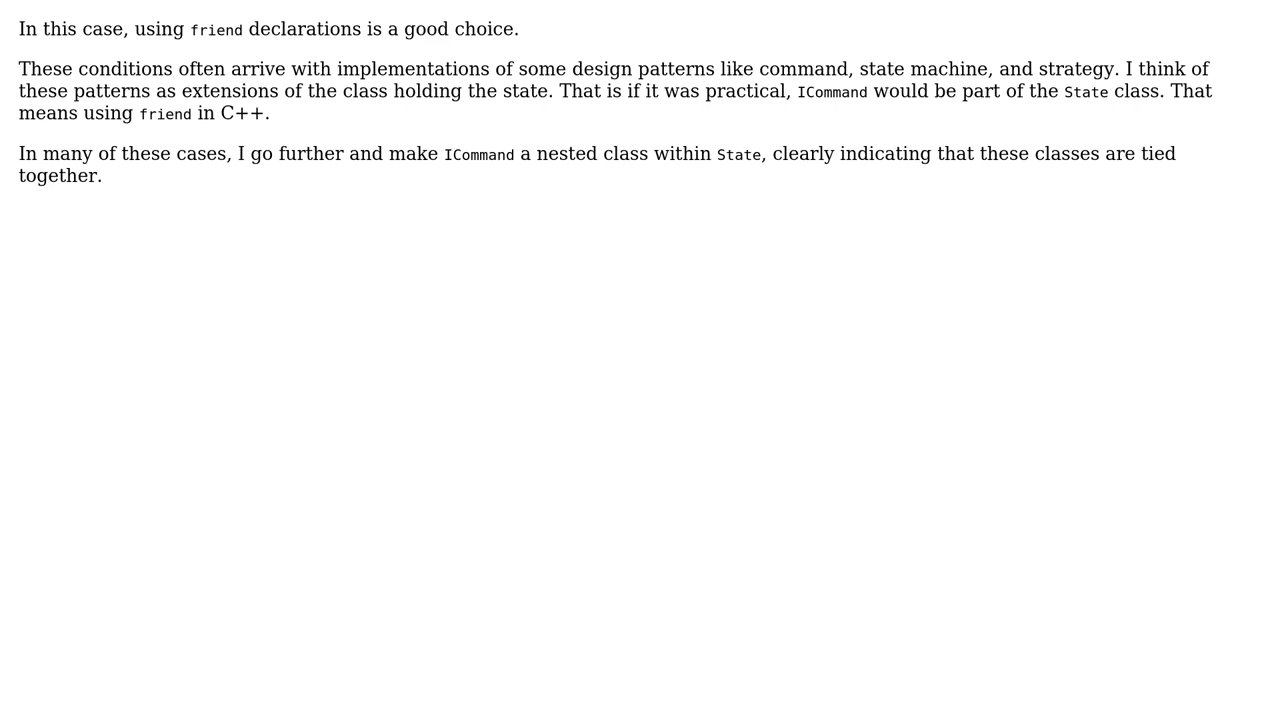 In this case, using friend declarations is a good choice.
These conditions often arrive with implementations of some design patterns like command, state machine, and strategy. I think of
these patterns as extensions of the class holding the state. That is if it was practical, ICommand would be part of the State class. That
means using friend in C++.
In many of these cases, I go further and make ICommand a nested class within State, clearly indicating that these classes are tied
together.